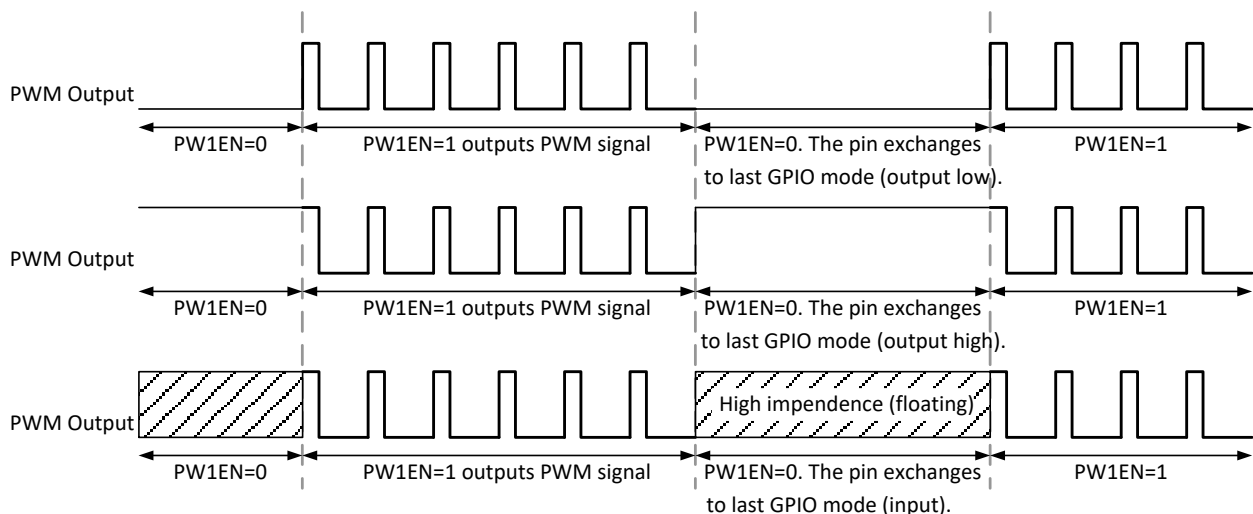 PWM Output
PW1EN=0
PW1EN=1 outputs PWM signal
PW1EN=0. The pin exchanges
to last GPIO mode (output low).
PW1EN=1
PWM Output
PW1EN=0
PW1EN=1 outputs PWM signal
PW1EN=0. The pin exchanges
to last GPIO mode (output high).
PW1EN=1
PWM Output
High impendence (floating)
PW1EN=0
PW1EN=1 outputs PWM signal
PW1EN=0. The pin exchanges
to last GPIO mode (input).
PW1EN=1